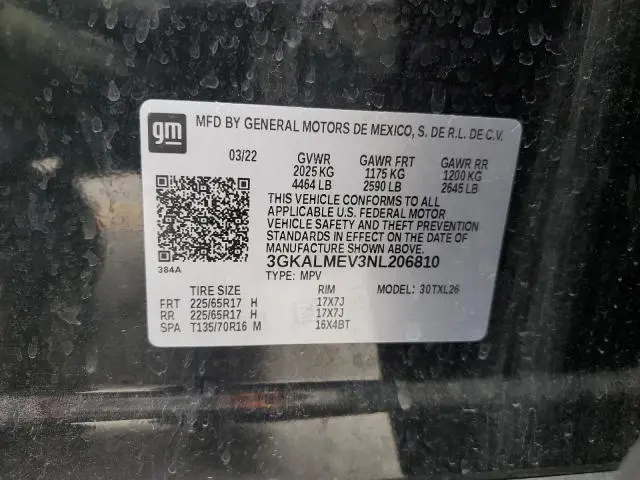 gm
MFD BY GENERAL MOTORS DE MEXICO, S. DE R.L. DE C.V.
03/22 GVWR GAWR FRT GAWR RR
2025 KG 1175 KG 1200 KG
4464 LB 2590 LB 2645 LB
THIS VEHICLE CONFORMS TO ALL
APPLICABLE U.S. FEDERAL MOTOR
VEHICLE SAFETY AND THEFT PREVENTION
STANDARDS IN EFFECT ON THE DATE OF
MANUFACTURE SHOWN ABOVE.
3GKALMEV3NL206810
384A
TYPE: MPV MODEL: 30TXL26
TIRE SIZE RIM
FRT 225/65R17 H 17X7J
RR 225/65R17 H 17X7J
SPA T135/70R16 M 16X4BT